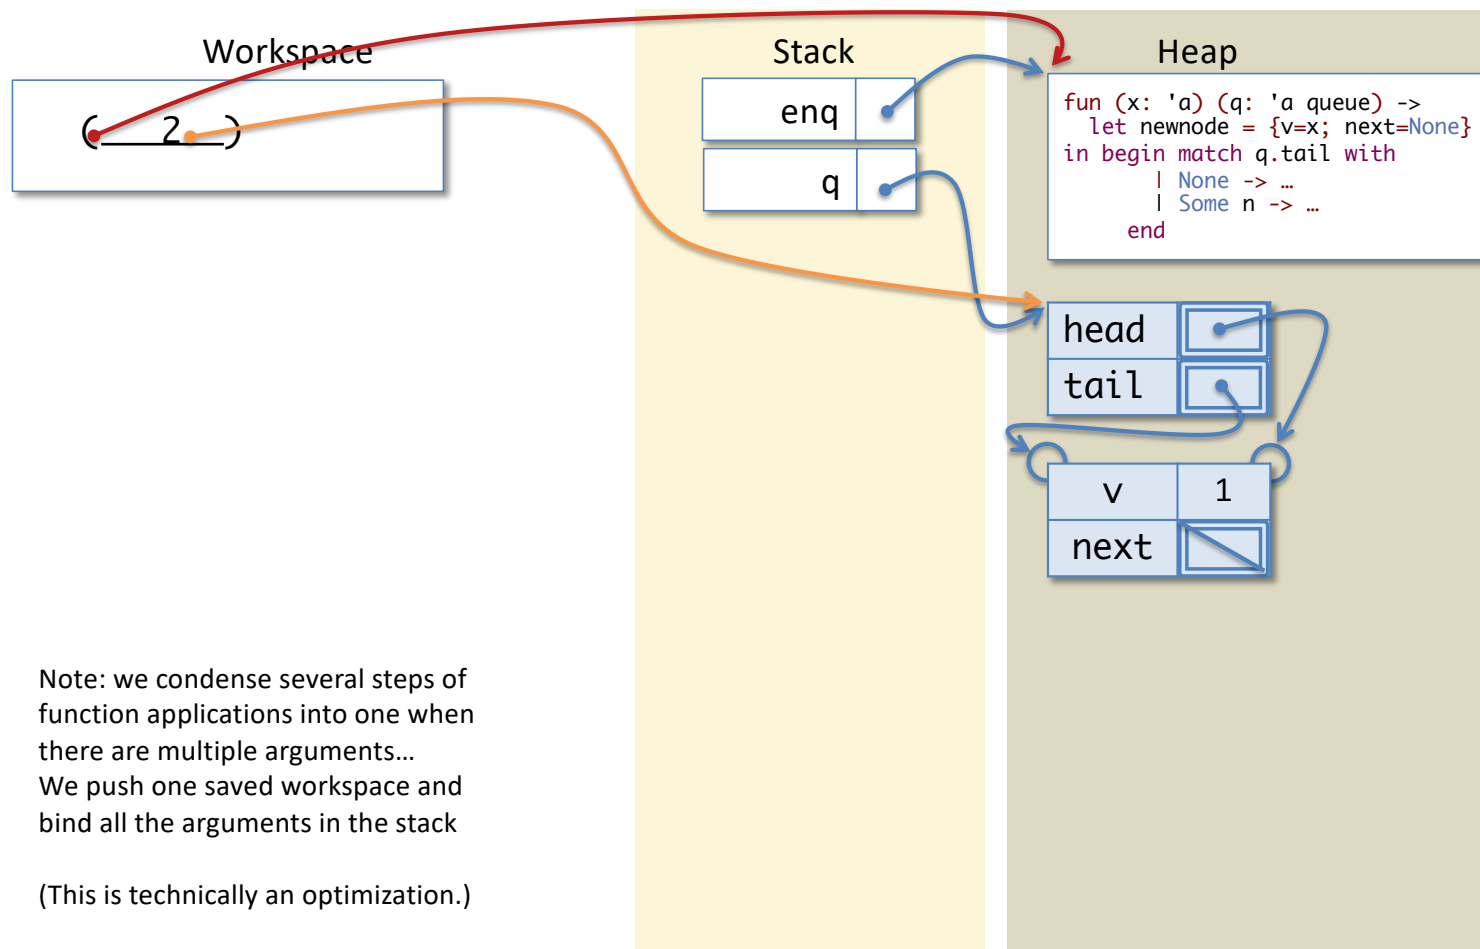 Workspace
Stack
Heap
( 2 )
enq
q
fun (x: 'a) (q: 'a queue) ->
let newnode = {v=x; next=None}
in begin match q.tail with
| None -> …
| Some n -> …
end
head
tail
v 1
next
Note: we condense several steps of
function applications into one when
there are multiple arguments…
We push one saved workspace and
bind all the arguments in the stack
(This is technically an optimization.)